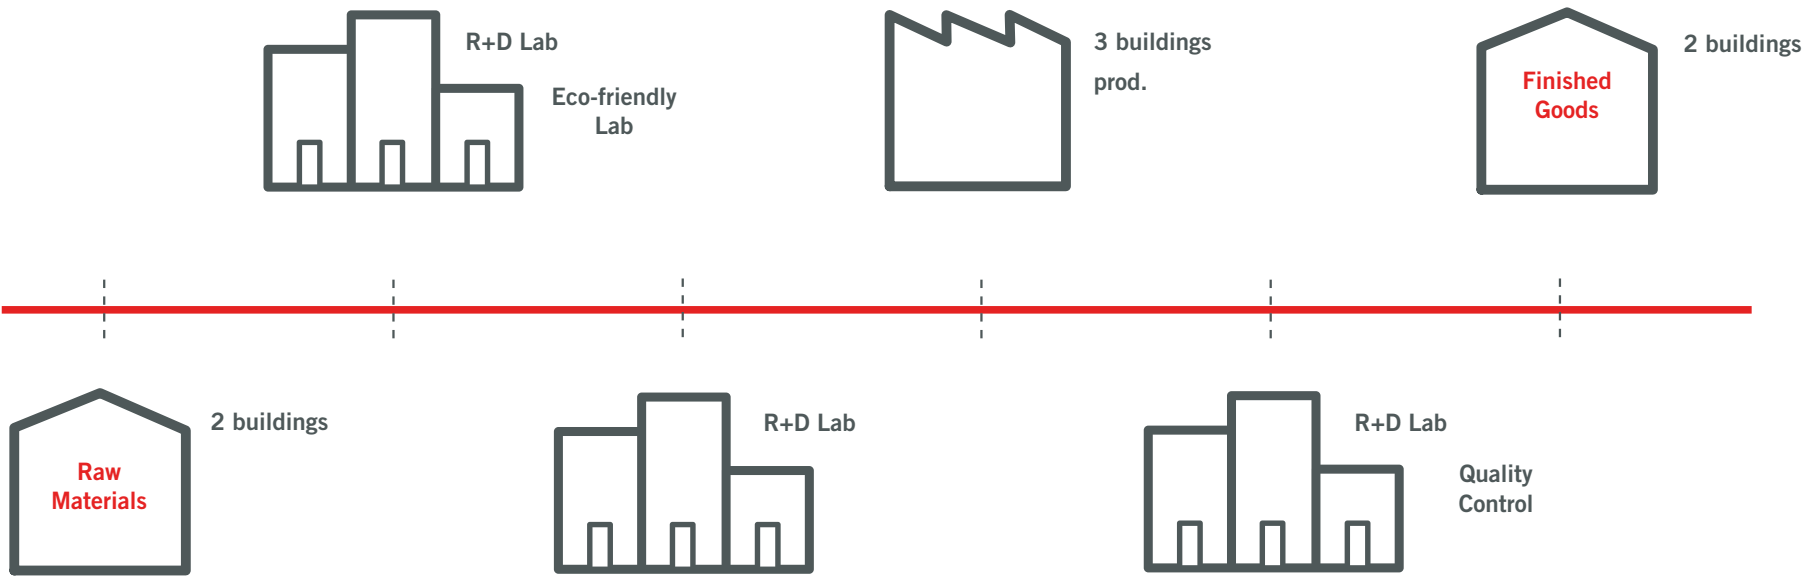 R+D Lab
Eco-friendly
Lab
3 buildings
prod.
Finished
Goods
2 buildings
Raw
Materials
2 buildings
R+D Lab
R+D Lab
Quality
Control